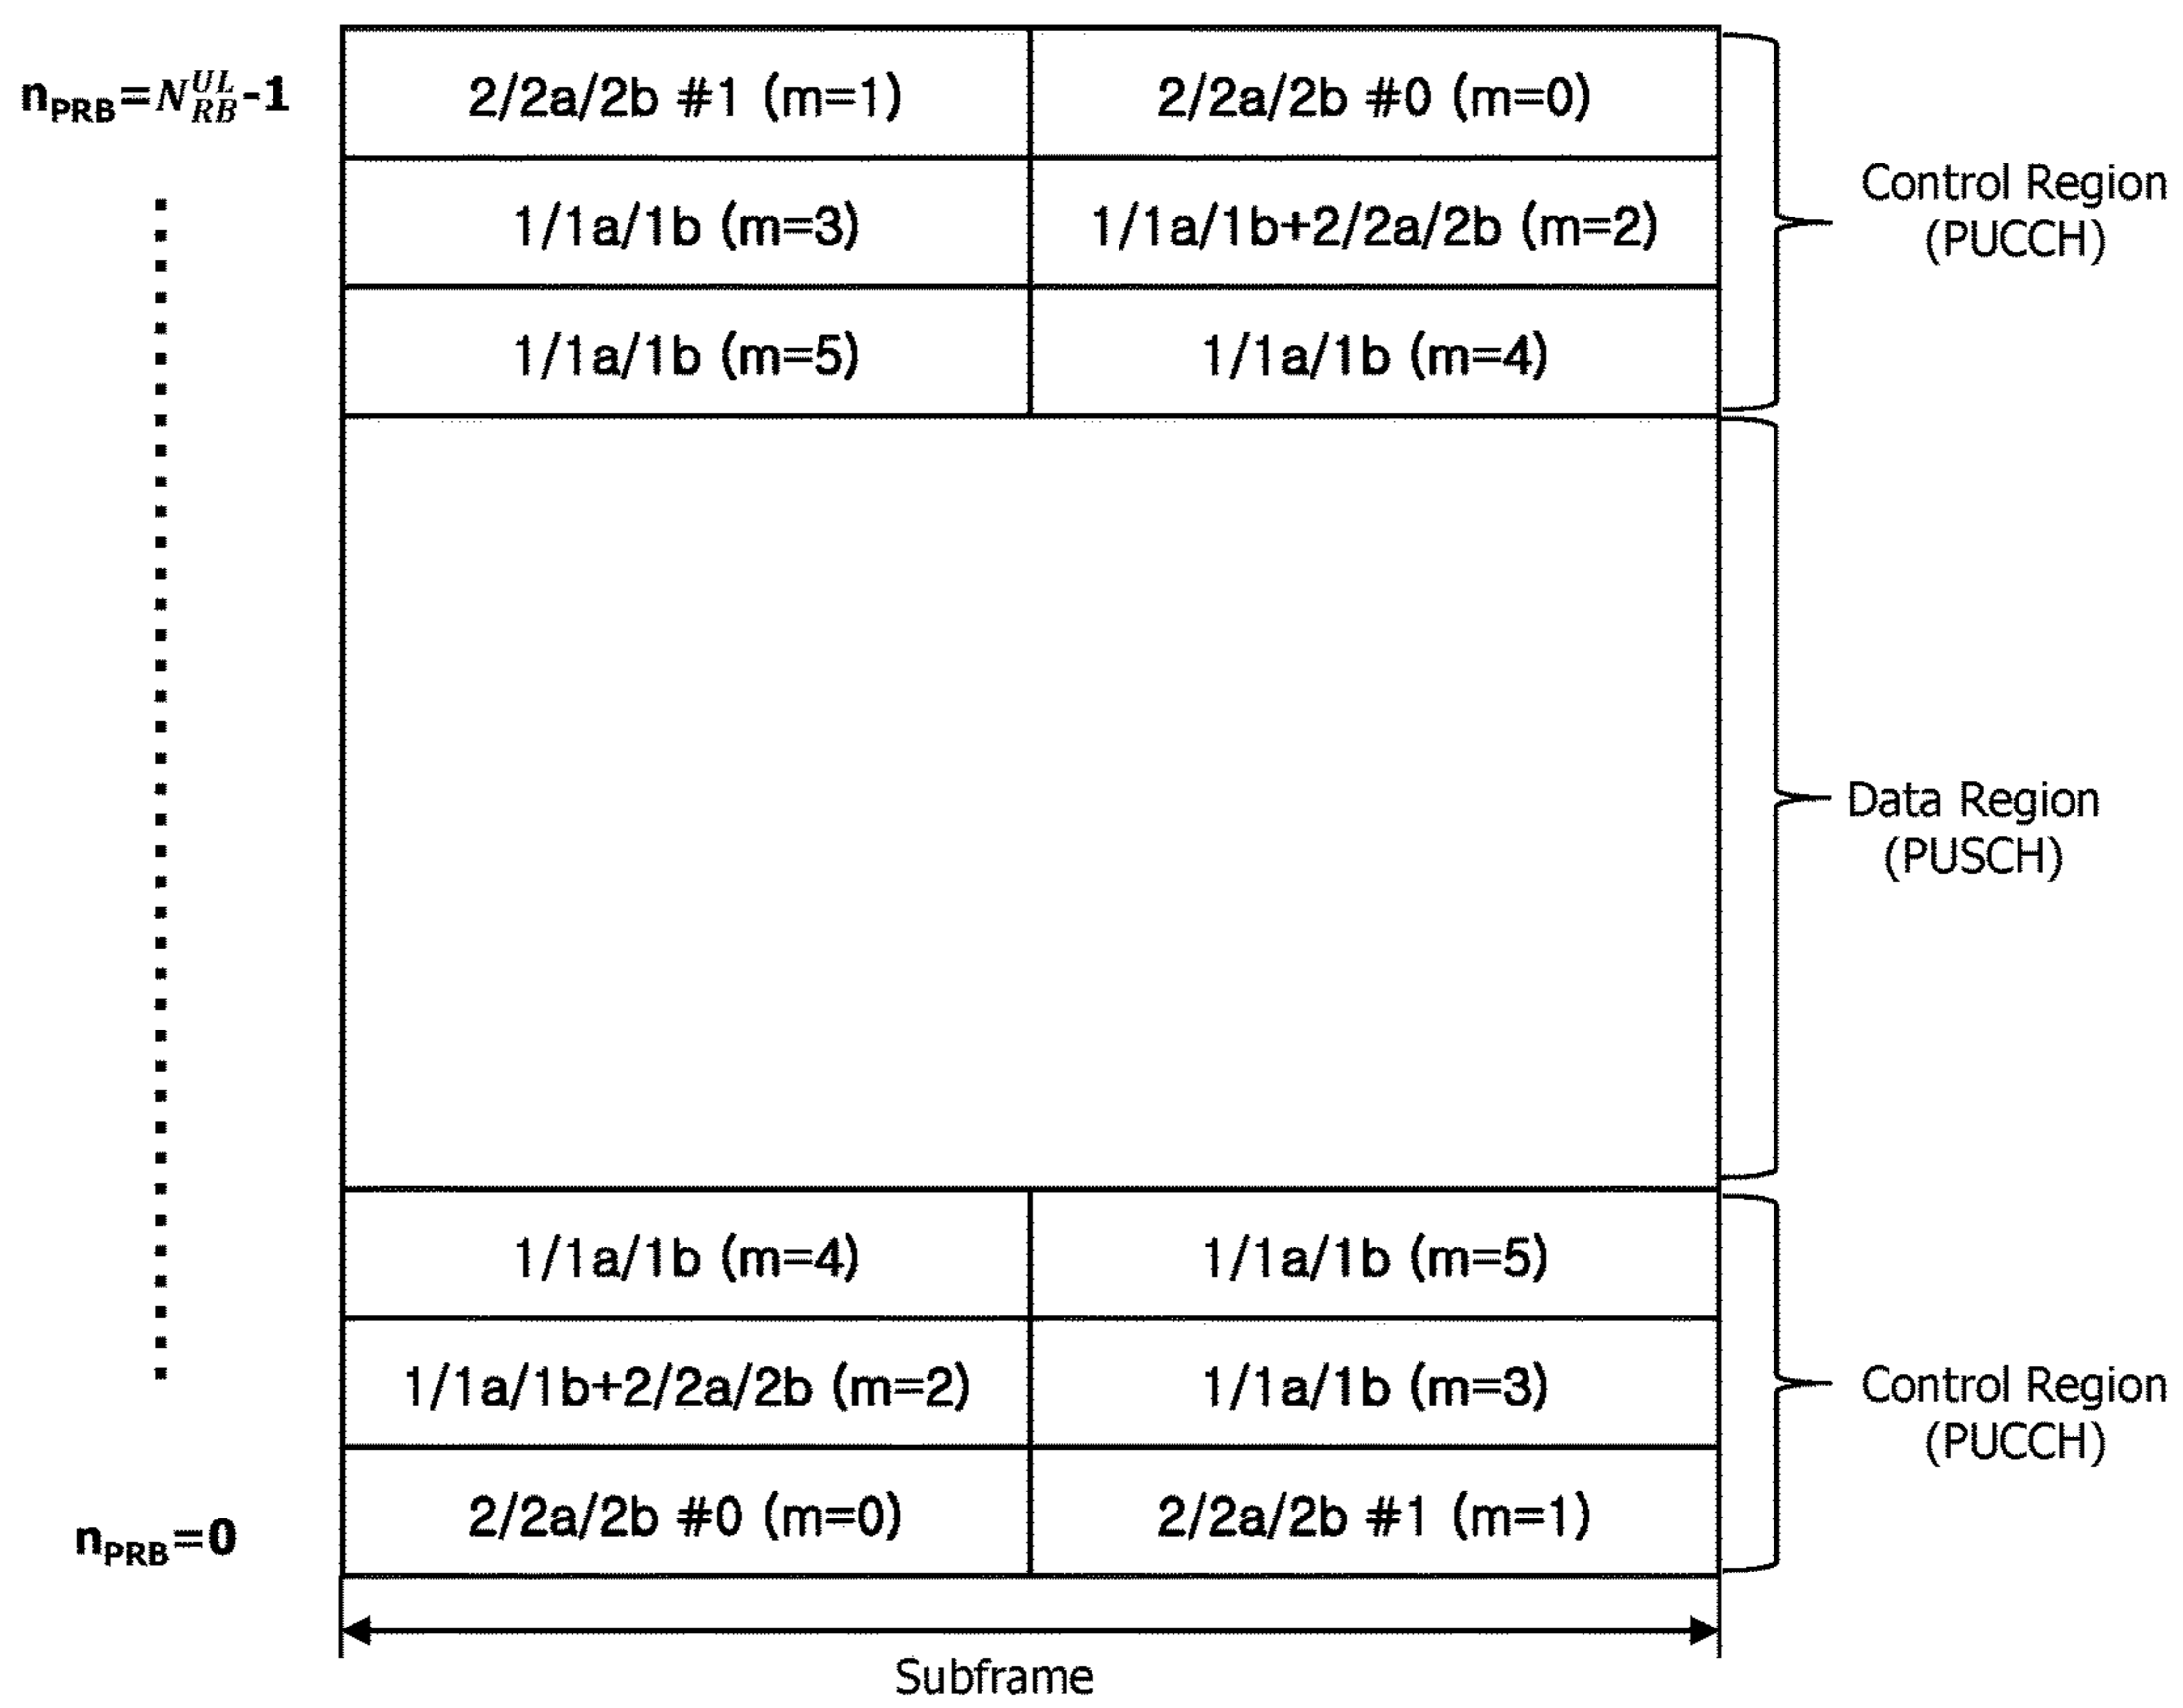 n_PRB=N_RB^UL-1
2/2a/2b #1 (m=1)
2/2a/2b #0 (m=0)
1/1a/1b (m=3)
1/1a/1b+2/2a/2b (m=2)
1/1a/1b (m=5)
1/1a/1b (m=4)
Control Region
(PUCCH)
Data Region
(PUSCH)
1/1a/1b (m=4)
1/1a/1b (m=5)
1/1a/1b+2/2a/2b (m=2)
1/1a/1b (m=3)
n_PRB=0
2/2a/2b #0 (m=0)
2/2a/2b #1 (m=1)
Control Region
(PUCCH)
Subframe